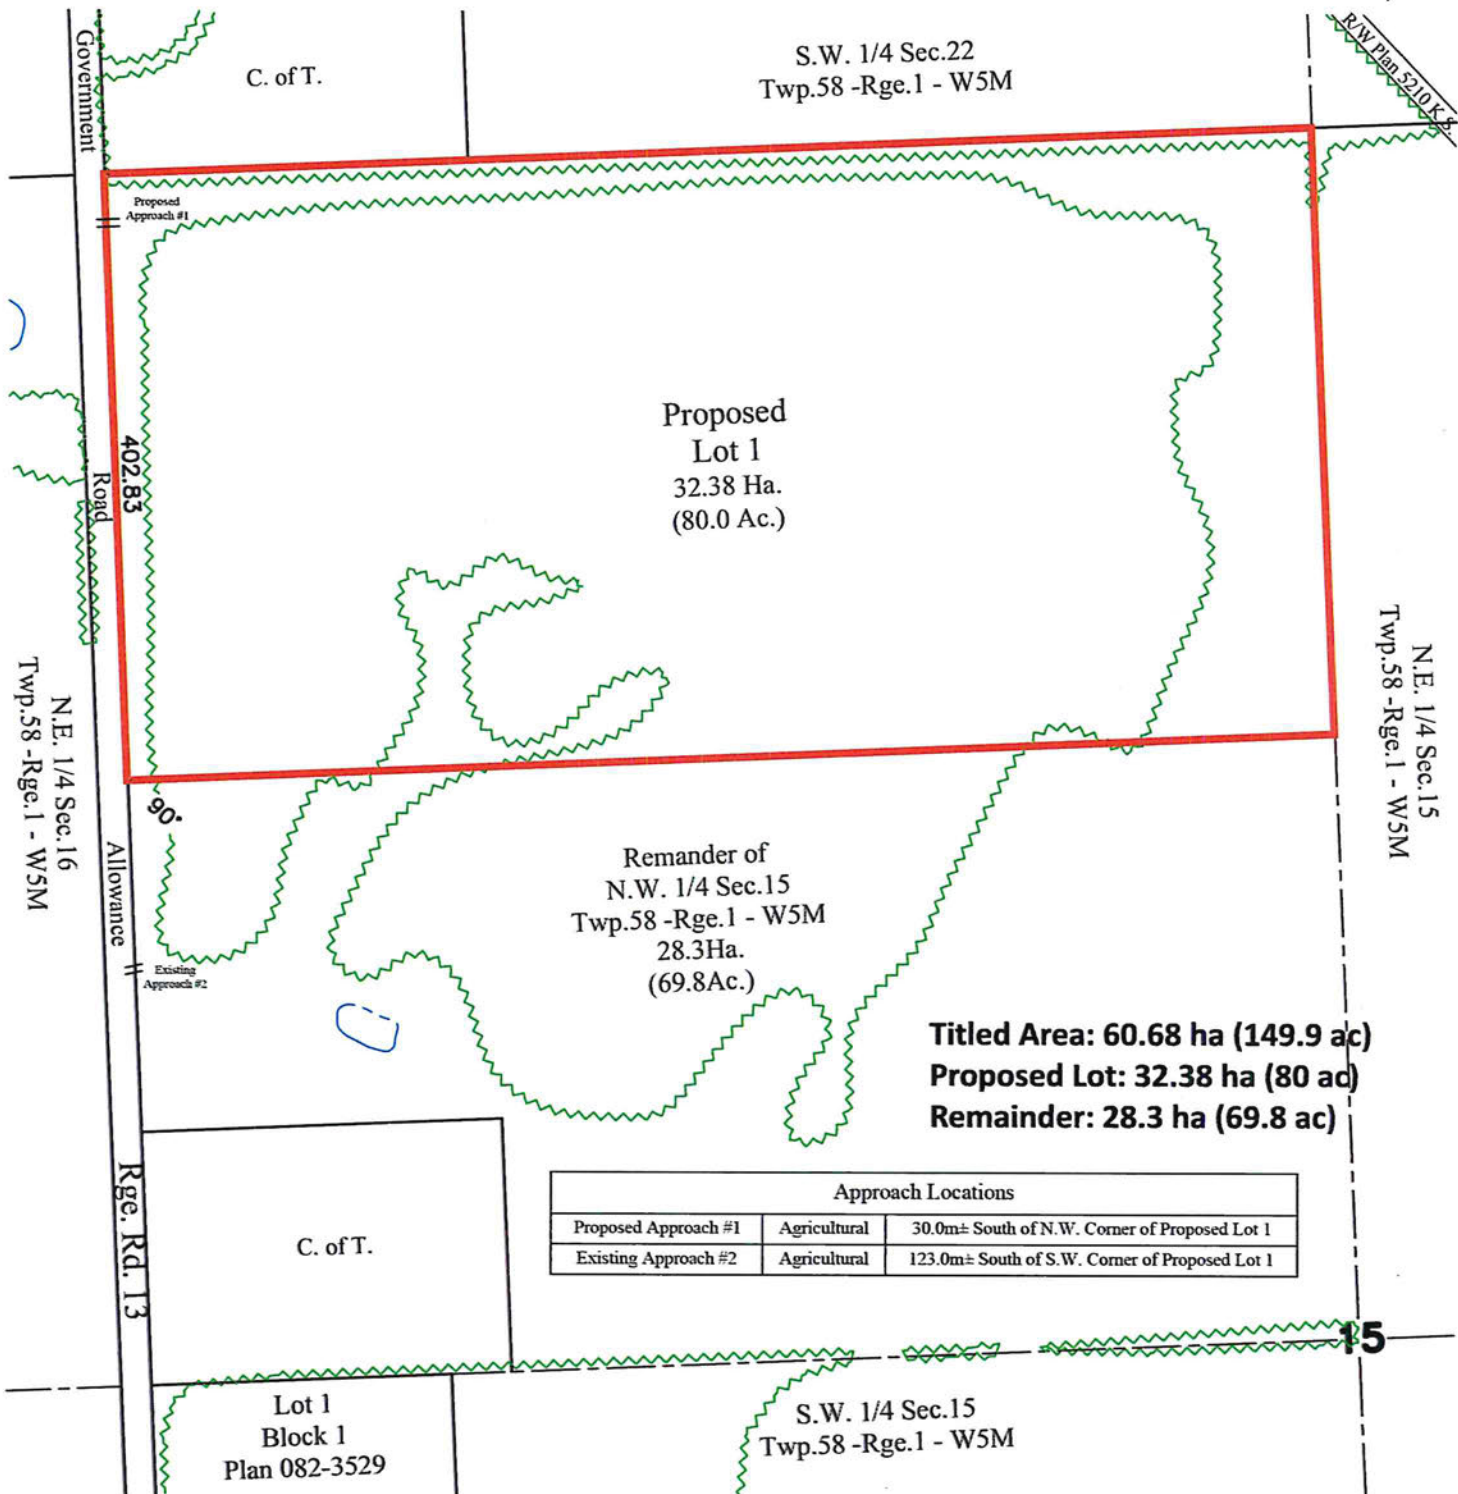 Government
C. of T.
S.W. 1/4 Sec.22
Twp.58 -Rge.1 - W5M
R/W Plan 5210 K.S.
Proposed
Approach #1
402.83
Road
Proposed
Lot 1
32.38 Ha.
(80.0 Ac.)
N.E. 1/4 Sec.16
Twp.58 -Rge.1 - W5M
N.E. 1/4 Sec.15
Twp.58 -Rge.1 - W5M
90°
Allowance
Existing
Approach #2
Remander of
N.W. 1/4 Sec.15
Twp.58 -Rge.1 - W5M
28.3Ha.
(69.8Ac.)
Titled Area: 60.68 ha (149.9 ac)
Proposed Lot: 32.38 ha (80 ac)
Remainder: 28.3 ha (69.8 ac)
Rge. Rd. 13
C. of T.
Approach Locations
Proposed Approach #1 Agricultural 30.0m± South of N.W. Corner of Proposed Lot 1
Existing Approach #2 Agricultural 123.0m± South of S.W. Corner of Proposed Lot 1
15
Lot 1
Block 1
Plan 082-3529
S.W. 1/4 Sec.15
Twp.58 -Rge.1 - W5M